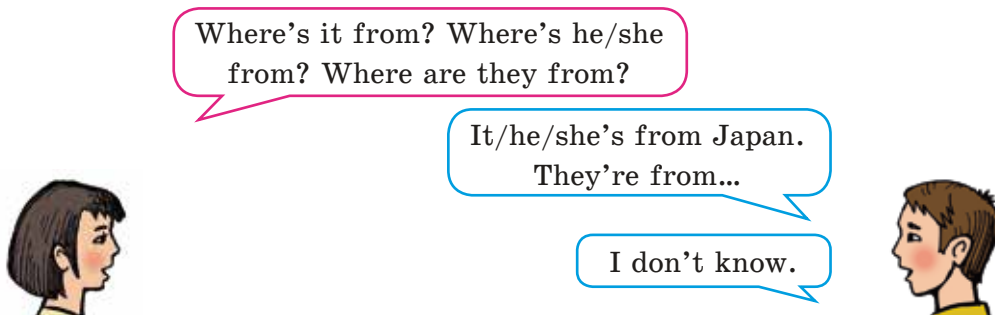 Where’s it from? Where’s he/she
from? Where are they from?
It/he/she’s from Japan.
They’re from...
I don’t know.